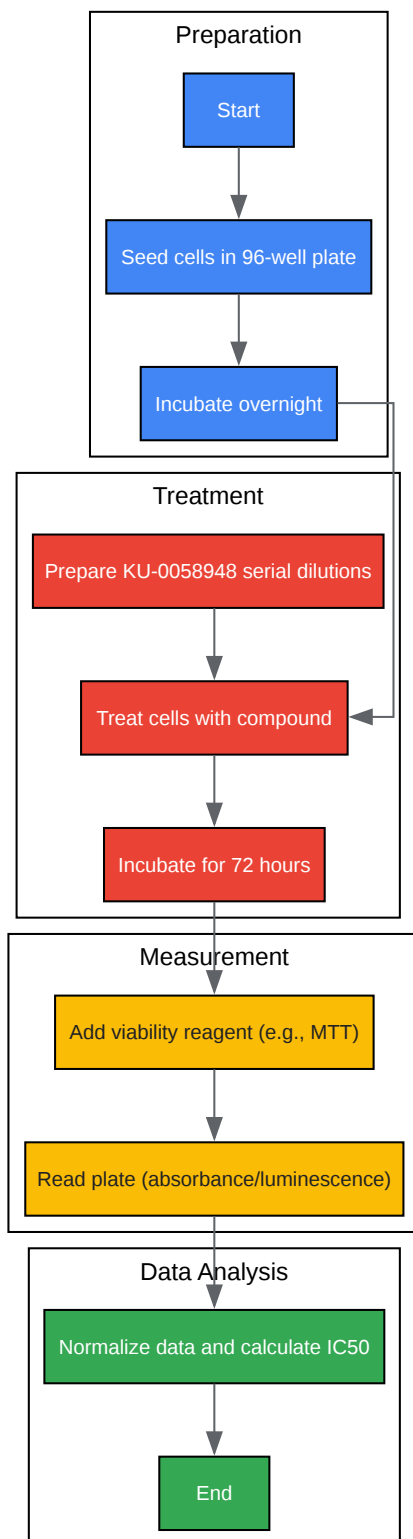 Preparation
Start
Seed cells in 96-well plate
Incubate overnight
Treatment
Prepare KU-0058948 serial dilutions
Treat cells with compound
Incubate for 72 hours
Measurement
Add viability reagent (e.g., MTT)
Read plate (absorbance/luminescence)
Data Analysis
Normalize data and calculate IC50
End